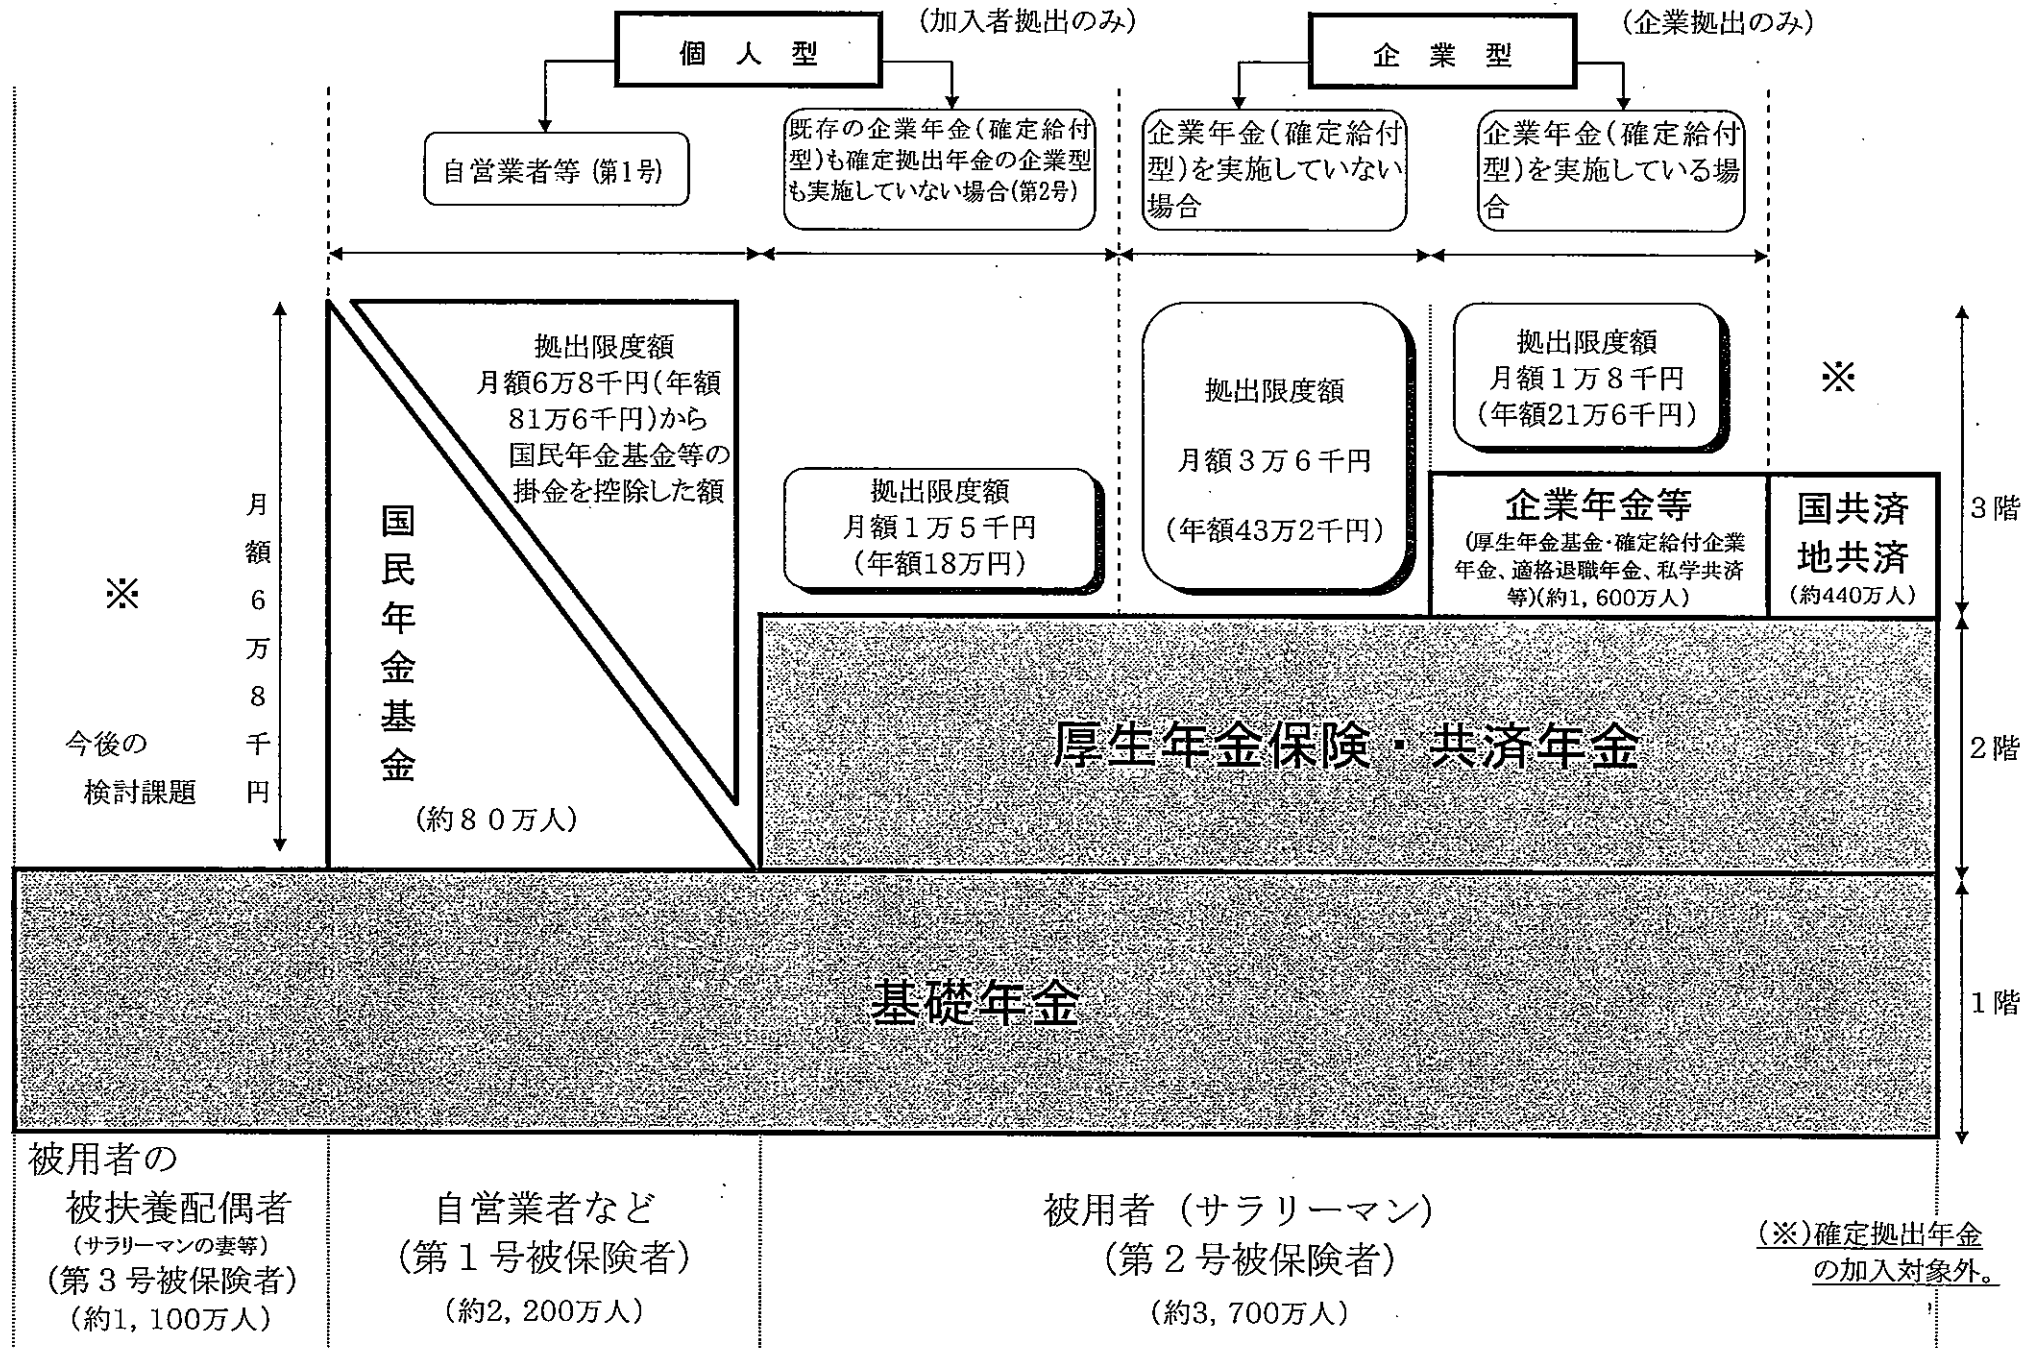 個 人 型
(加入者拠出のみ)
企 業 型
(企業拠出のみ)
自営業者等 (第1号)
既存の企業年金(確定給付
型)も確定拠出年金の企業型
も実施していない場合(第2号)
企業年金(確定給付
型)を実施していない
場合
企業年金(確定給付
型)を実施している場
合
※
今後の
検討課題
月額6万8千円
国民年金基金
(約80万人)
拠出限度額
月額6万8千円(年額
81万6千円)から
国民年金基金等の
掛金を控除した額
拠出限度額
月額1万5千円
(年額18万円)
拠出限度額
月額3万6千円
(年額43万2千円)
拠出限度額
月額1万8千円
(年額21万6千円)
※
企業年金等
(厚生年金基金・確定給付企業
年金、適格退職年金、私学共済
等)(約1,600万人)
国共済
地共済
(約440万人)
3階
厚生年金保険・共済年金
2階
基礎年金
1階
被用者の
被扶養配偶者
(サラリーマンの妻等)
(第3号被保険者)
(約1,100万人)
自営業者など
(第1号被保険者)
(約2,200万人)
被用者 (サラリーマン)
(第2号被保険者)
(約3,700万人)
(※)確定拠出年金
の加入対象外。